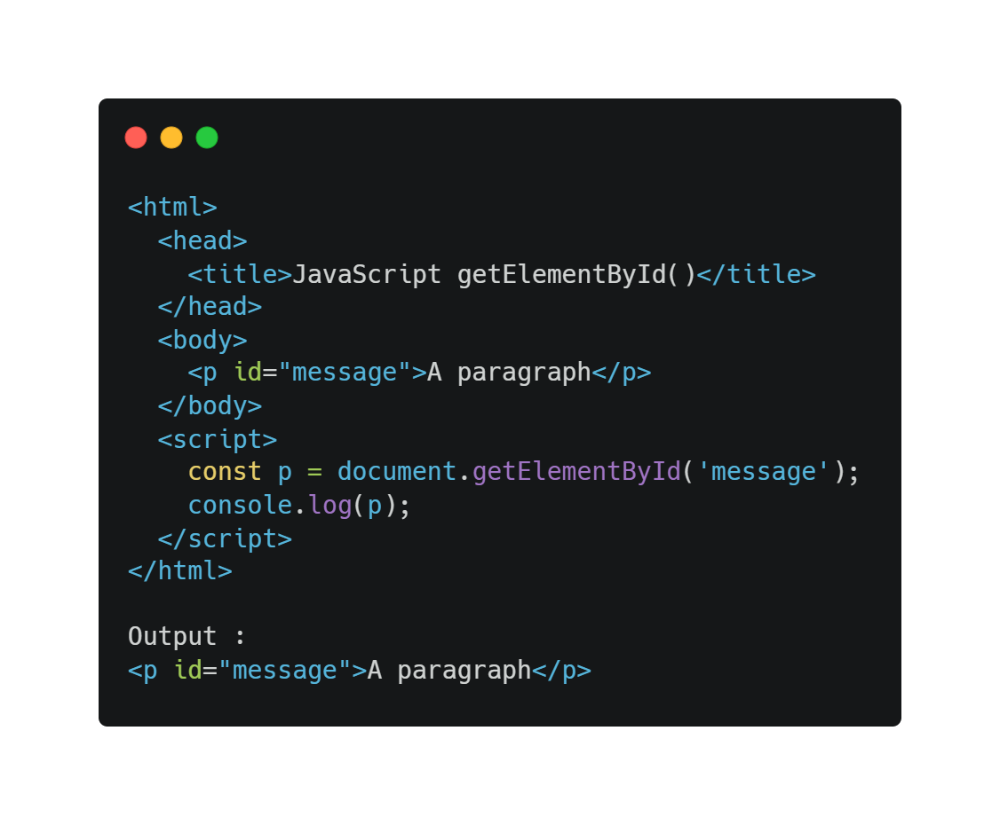 <html>
  <head>
    <title>JavaScript getElementById()</title>
  </head>
  <body>
    <p id="message">A paragraph</p>
  </body>
  <script>
    const p = document.getElementById('message');
    console.log(p);
  </script>
</html>

Output :
<p id="message">A paragraph</p>